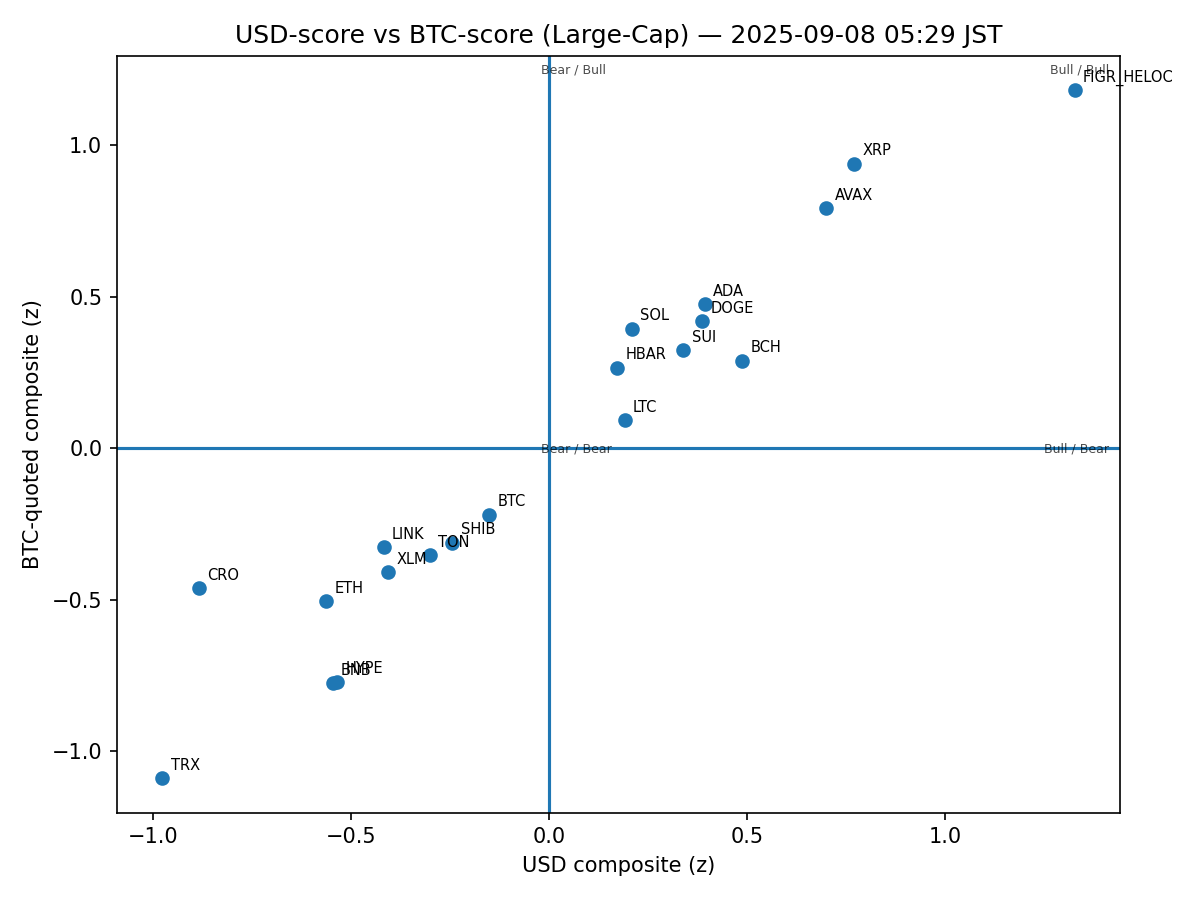 USD-score vs BTC-score (Large-Cap) — 2025-09-08 05:29 JST
Bear / Bull
Bull / Bull
FIGR_HELOC
1.0
XRP
AVAX
0.5
ADA
DOGE
SOL
SUI
BCH
HBAR
LTC
0.0
Bear / Bear
Bull / Bear
BTC
SHIB
LINK
TON
XLM
CRO
ETH
−0.5
HYPE
BNB
−1.0
TRX
−1.0
−0.5
0.0
0.5
1.0
USD composite (z)
BTC-quoted composite (z)